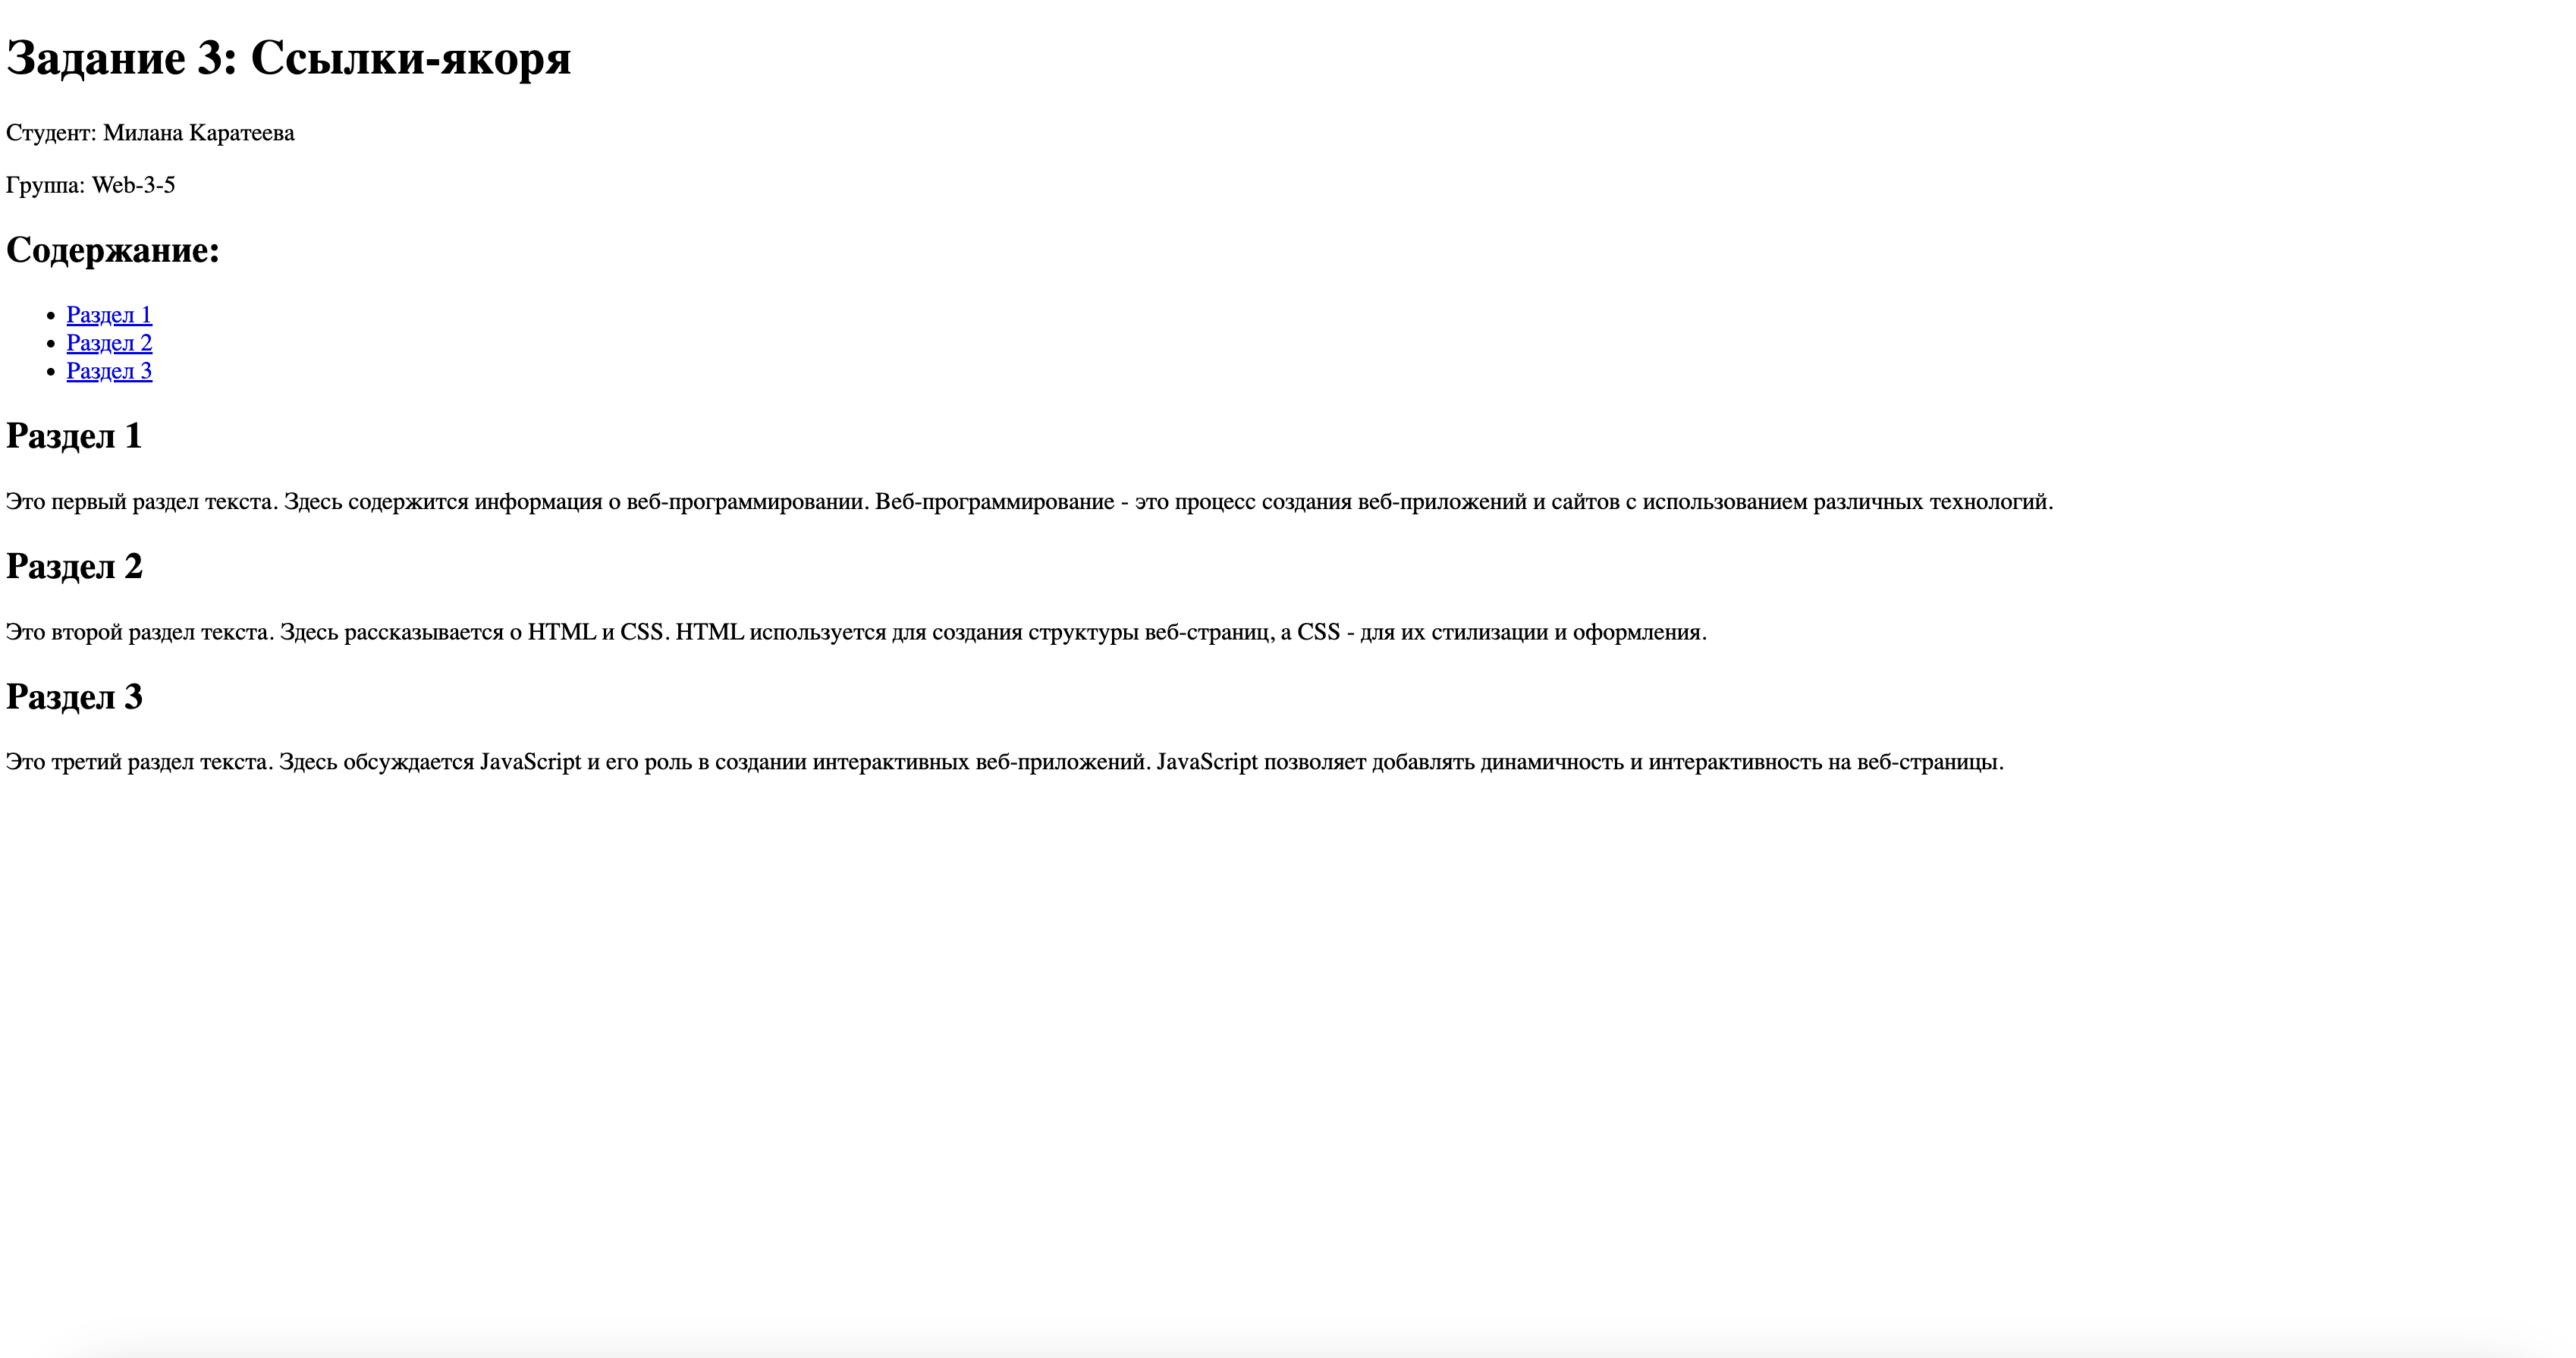 Задание 3: Ссылки-якоря
Студент: Милана Каратеева
Группа: Web-3-5
Содержание:
• Раздел 1
• Раздел 2
• Раздел 3
Раздел 1
Это первый раздел текста. Здесь содержится информация о веб-программировании. Веб-программирование - это процесс создания веб-приложений и сайтов с использованием различных технологий.
Раздел 2
Это второй раздел текста. Здесь рассказывается о HTML и CSS. HTML используется для создания структуры веб-страниц, а CSS - для их стилизации и оформления.
Раздел 3
Это третий раздел текста. Здесь обсуждается JavaScript и его роль в создании интерактивных веб-приложений. JavaScript позволяет добавлять динамичность и интерактивность на веб-страницы.